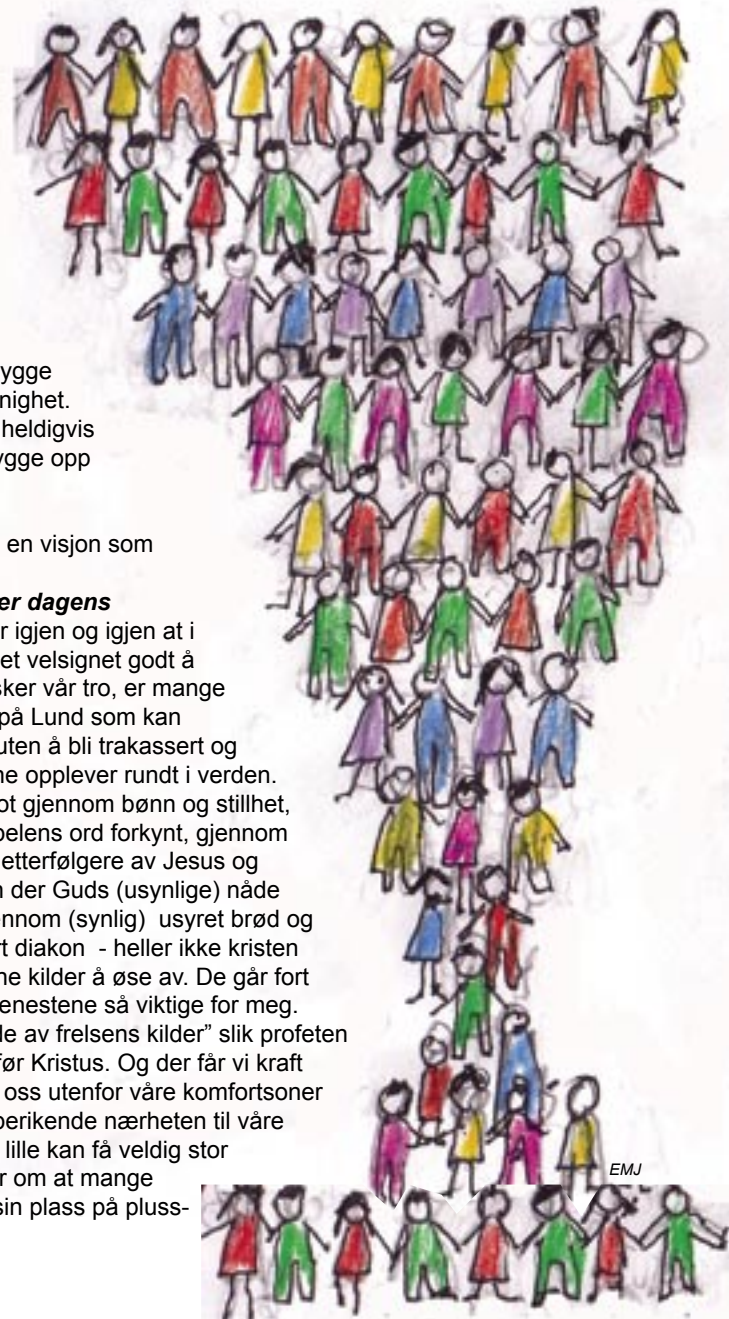 ygge
nighet.
heldigvis
ygge opp
en visjon som
er dagens
r igjen og igjen at i
et velsignet godt å
sker vår tro, er mange
på Lund som kan
uten å bli trakassert og
ne opplever rundt i verden.
ot gjennom bønn og stillhet,
pelens ord forkynt, gjennom
etterfølgere av Jesus og
n der Guds (usynlige) nåde
ennom (synlig) usyret brød og
rt diakon - heller ikke kristen
ne kilder å øse av. De går fort
enestene så viktige for meg.
de av frelsens kilder” slik profeten
før Kristus. Og der får vi kraft
oss utenfor våre komfortsoner
berikende nærheten til våre
lille kan få veldig stor
r om at mange
sin plass på pluss-
EMJ